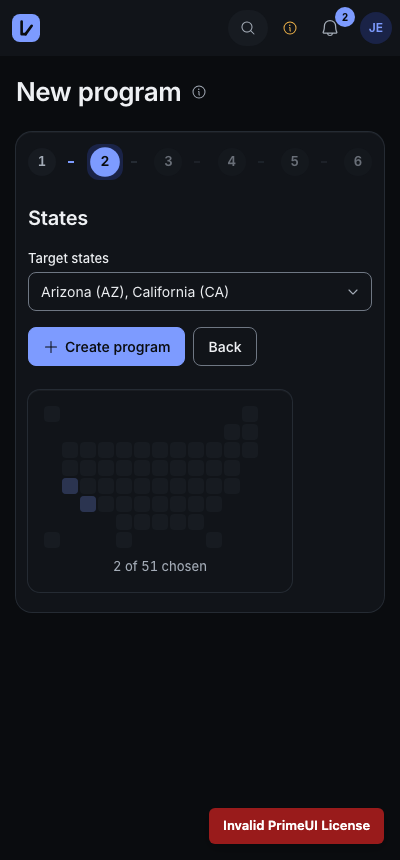 2
JE
New program
1
2
3
4
5
6
States
Target states
Arizona (AZ), California (CA)
Create program
Back
2 of 51 chosen
Invalid PrimeUI License